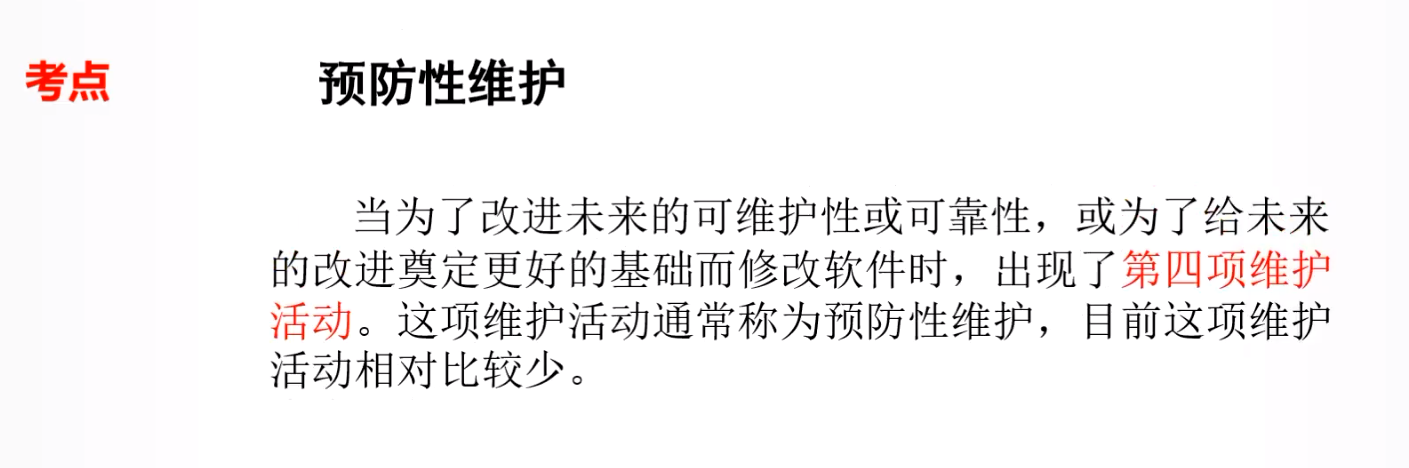 考点
预防性维护
当为了改进未来的可维护性或可靠性，或为了给未来
的改进奠定更好的基础而修改软件时，出现了第四项维护
活动。这项维护活动通常称为预防性维护，目前这项维护
活动相对比较少。